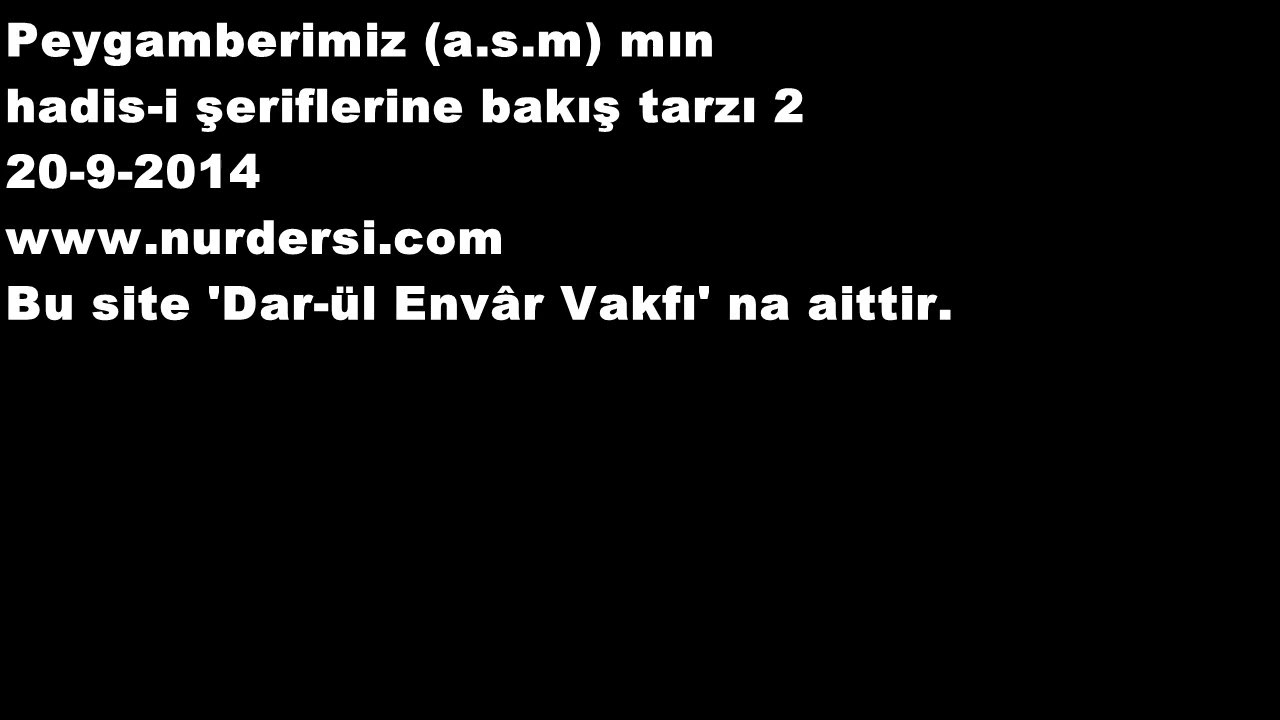 Peygamberimiz (a.s.m) mın
hadis-i şeriflerine bakış tarzı 2
20-9-2014
www.nurdersi.com
Bu site 'Dar-ül Envâr Vakfı' na aittir.